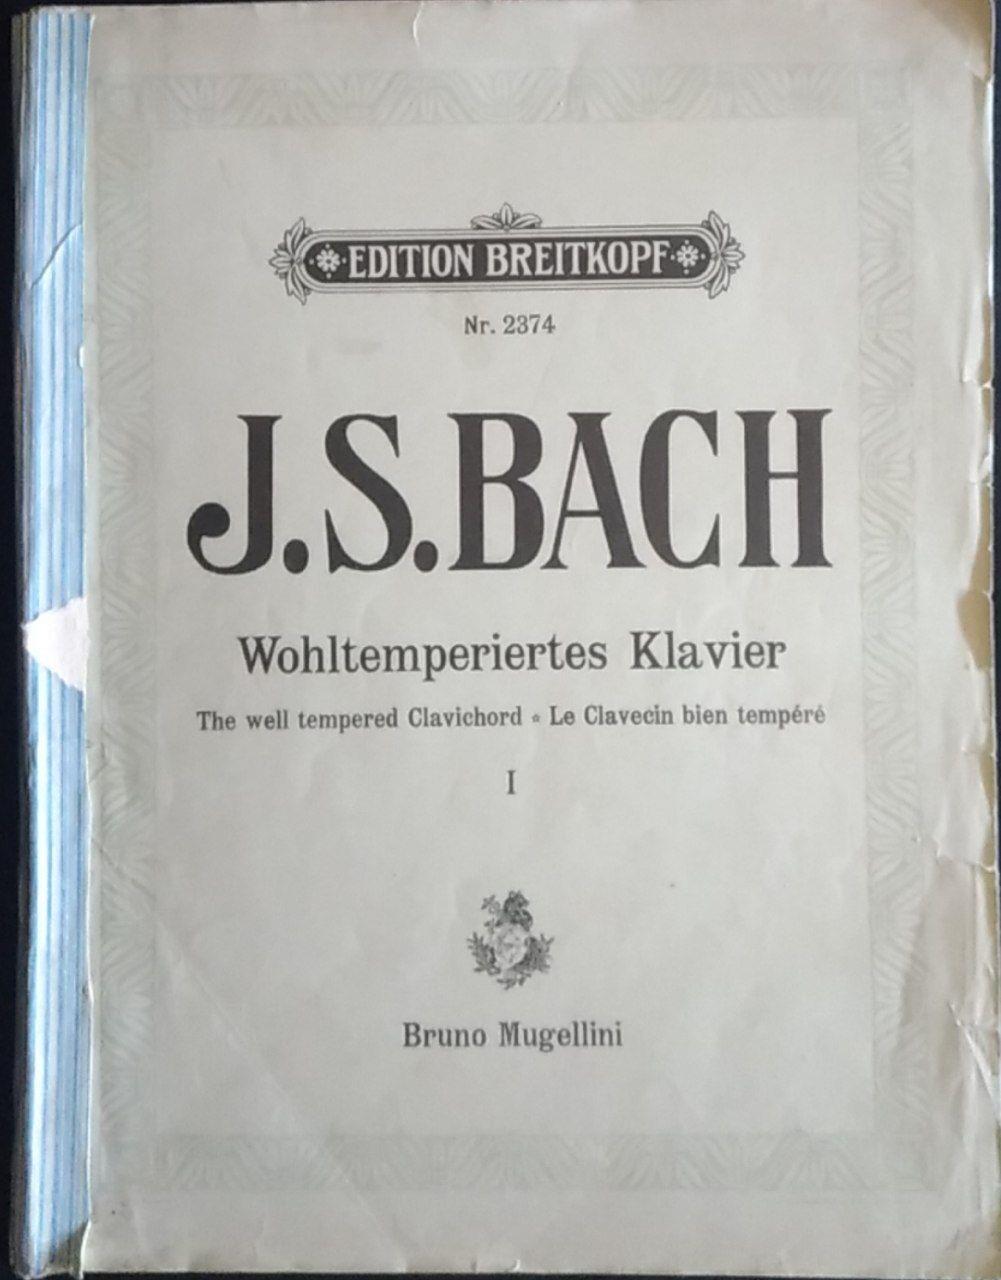 EDITION BREITKOPF
Nr. 2374
J.S.BACH
Wohltemperiertes Klavier
The well tempered Clavichord * Le Clavecin bien tempéré
I
Bruno Mugellini